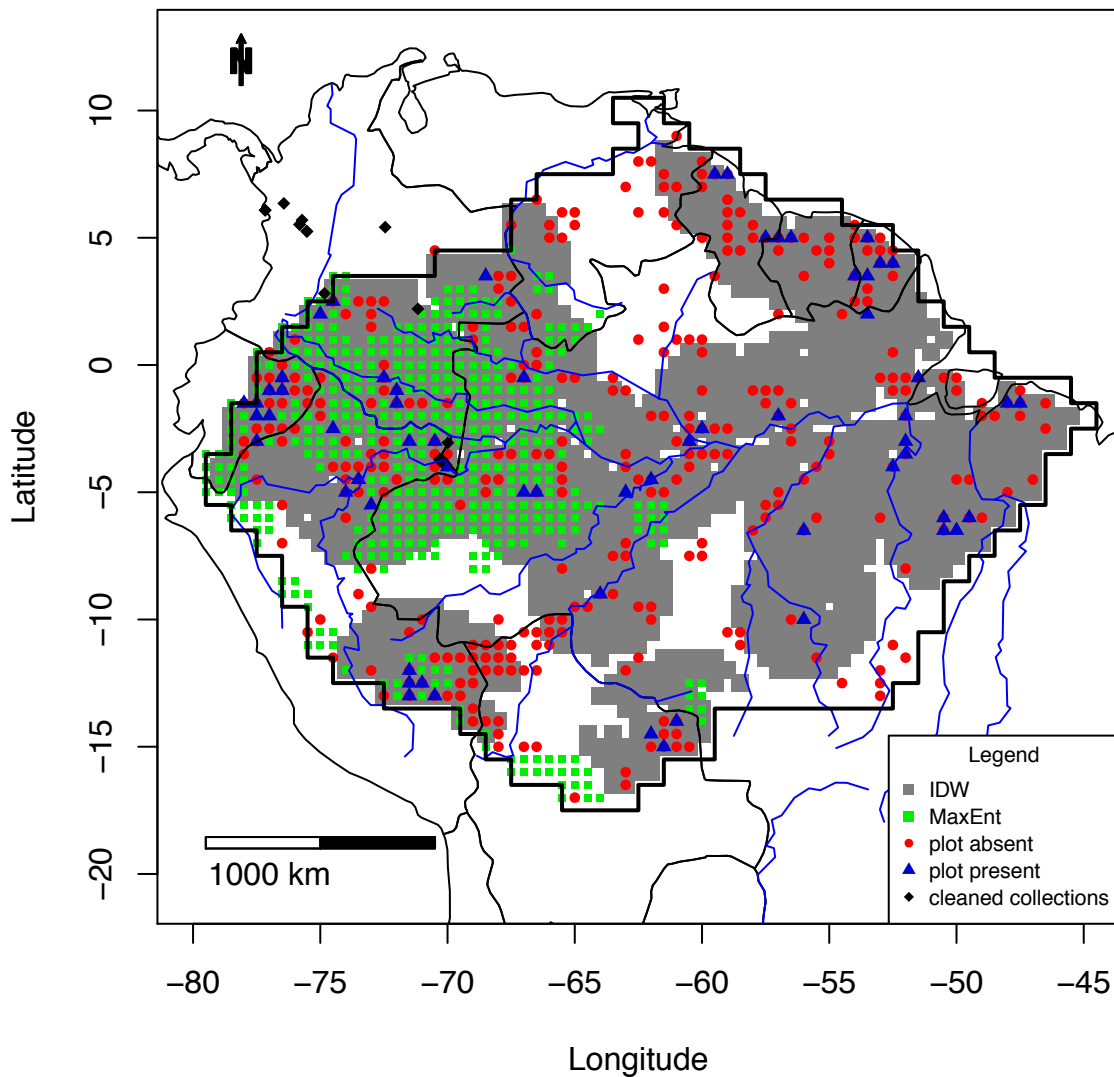 N
10
5
0
−5
−10
−15
−20
Latitude
1000 km
Legend
IDW
MaxEnt
plot absent
plot present
cleaned collections
−80 −75 −70 −65 −60 −55 −50 −45
Longitude